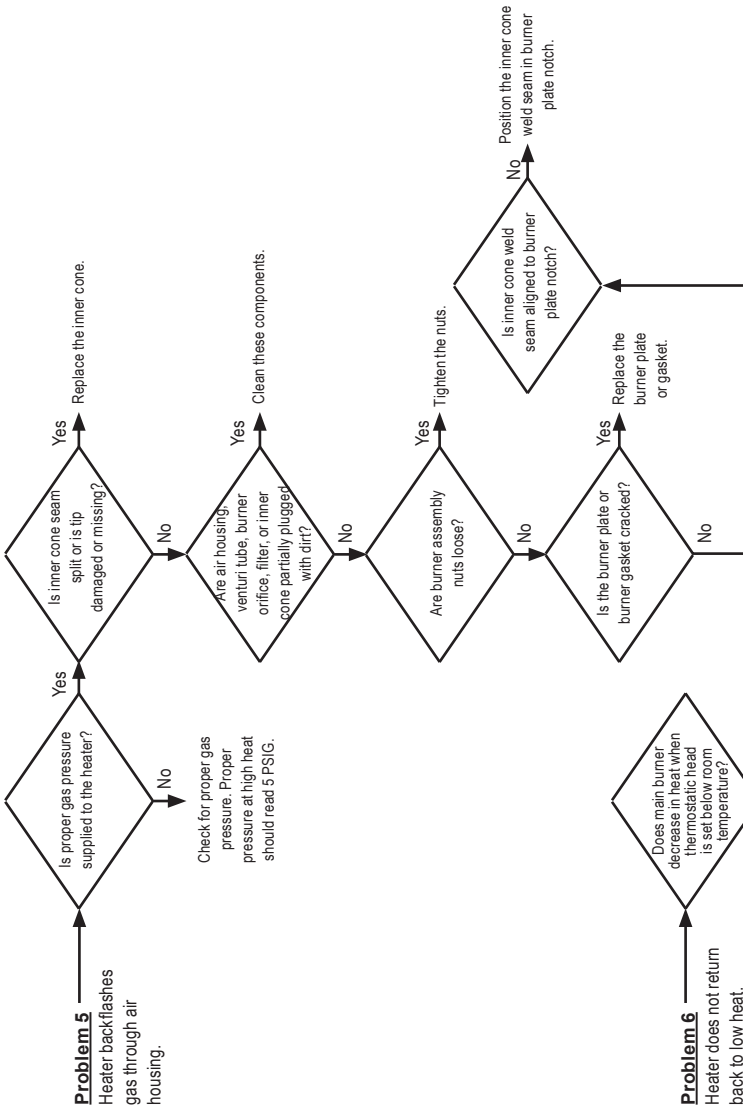 Problem 5
Heater backflashes
gas through air
housing.
Is proper gas pressure
supplied to the heater?
Yes
No
Check for proper gas
pressure. Proper
pressure at high heat
should read 5 PSIG.
Is inner cone seam
split or is tip
damaged or missing?
Yes
Replace the inner cone.
No
Are air housing,
venturi tube, burner
orifice, filter, or inner
cone partially plugged
with dirt?
Yes
Clean these components.
No
Are burner assembly
nuts loose?
Yes
Tighten the nuts.
No
Is the burner plate or
burner gasket cracked?
Yes
Replace the
burner plate
or gasket.
No
Is inner cone weld
seam aligned to burner
plate notch?
No
Position the inner cone
weld seam in burner
plate notch.
Problem 6
Heater does not return
back to low heat.
Does main burner
decrease in heat when
thermostatic head
is set below room
temperature?